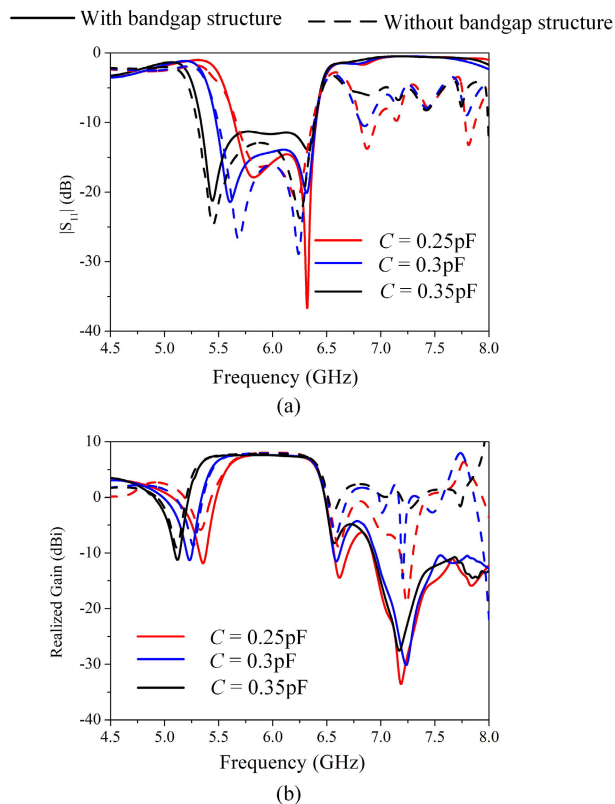 With bandgap structure Without bandgap structure
0
-10
-20
-30
-40
|S11| (dB)
C = 0.25pF
C = 0.3pF
C = 0.35pF
4.5 5.0 5.5 6.0 6.5 7.0 7.5 8.0
Frequency (GHz)
(a)
10
0
-10
-20
-30
-40
Realized Gain (dBi)
C = 0.25pF
C = 0.3pF
C = 0.35pF
4.5 5.0 5.5 6.0 6.5 7.0 7.5 8.0
Frequency (GHz)
(b)